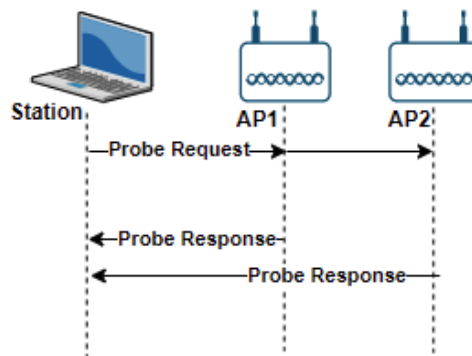 Station
AP1
AP2
Probe Request
Probe Response
Probe Response